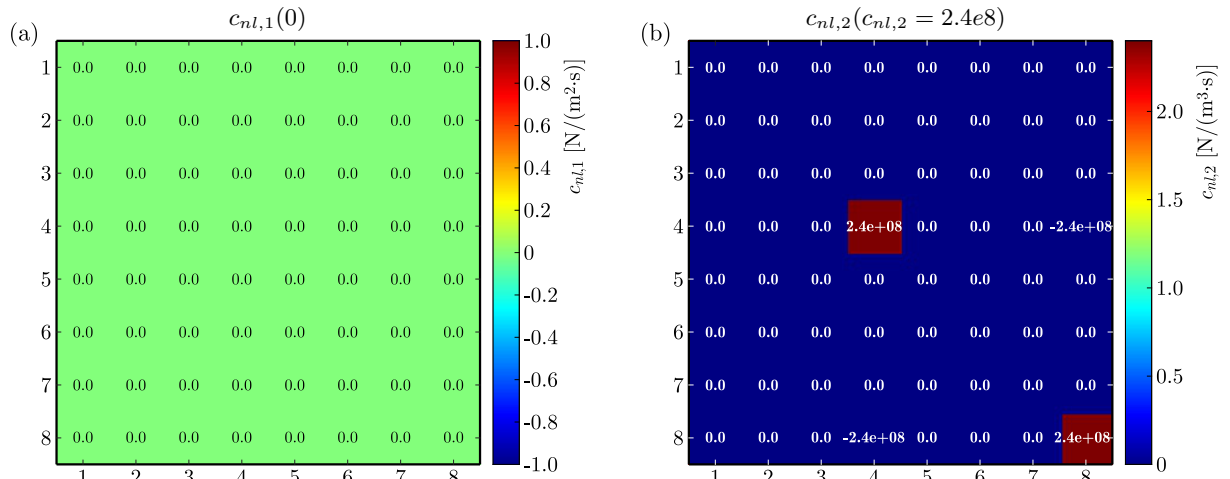 c_{nl,1}(0)
(a)
1 0.0 0.0 0.0 0.0 0.0 0.0 0.0 0.0
2 0.0 0.0 0.0 0.0 0.0 0.0 0.0 0.0
3 0.0 0.0 0.0 0.0 0.0 0.0 0.0 0.0
4 0.0 0.0 0.0 0.0 0.0 0.0 0.0 0.0
5 0.0 0.0 0.0 0.0 0.0 0.0 0.0 0.0
6 0.0 0.0 0.0 0.0 0.0 0.0 0.0 0.0
7 0.0 0.0 0.0 0.0 0.0 0.0 0.0 0.0
8 0.0 0.0 0.0 0.0 0.0 0.0 0.0 0.0
1 2 3 4 5 6 7 8
1.0
0.8
0.6
0.4
0.2
0
-0.2
-0.4
-0.6
-0.8
-1.0
c_{nl,1} [N/(m²·s)]
c_{nl,2}(c_{nl,2} = 2.4e8)
(b)
1 0.0 0.0 0.0 0.0 0.0 0.0 0.0 0.0
2 0.0 0.0 0.0 0.0 0.0 0.0 0.0 0.0
3 0.0 0.0 0.0 0.0 0.0 0.0 0.0 0.0
4 0.0 0.0 0.0 2.4e+08 0.0 0.0 0.0 -2.4e+08
5 0.0 0.0 0.0 0.0 0.0 0.0 0.0 0.0
6 0.0 0.0 0.0 0.0 0.0 0.0 0.0 0.0
7 0.0 0.0 0.0 0.0 0.0 0.0 0.0 0.0
8 0.0 0.0 0.0 -2.4e+08 0.0 0.0 0.0 2.4e+08
1 2 3 4 5 6 7 8
2.0
1.5
1.0
0.5
0
c_{nl,2} [N/(m³·s)]